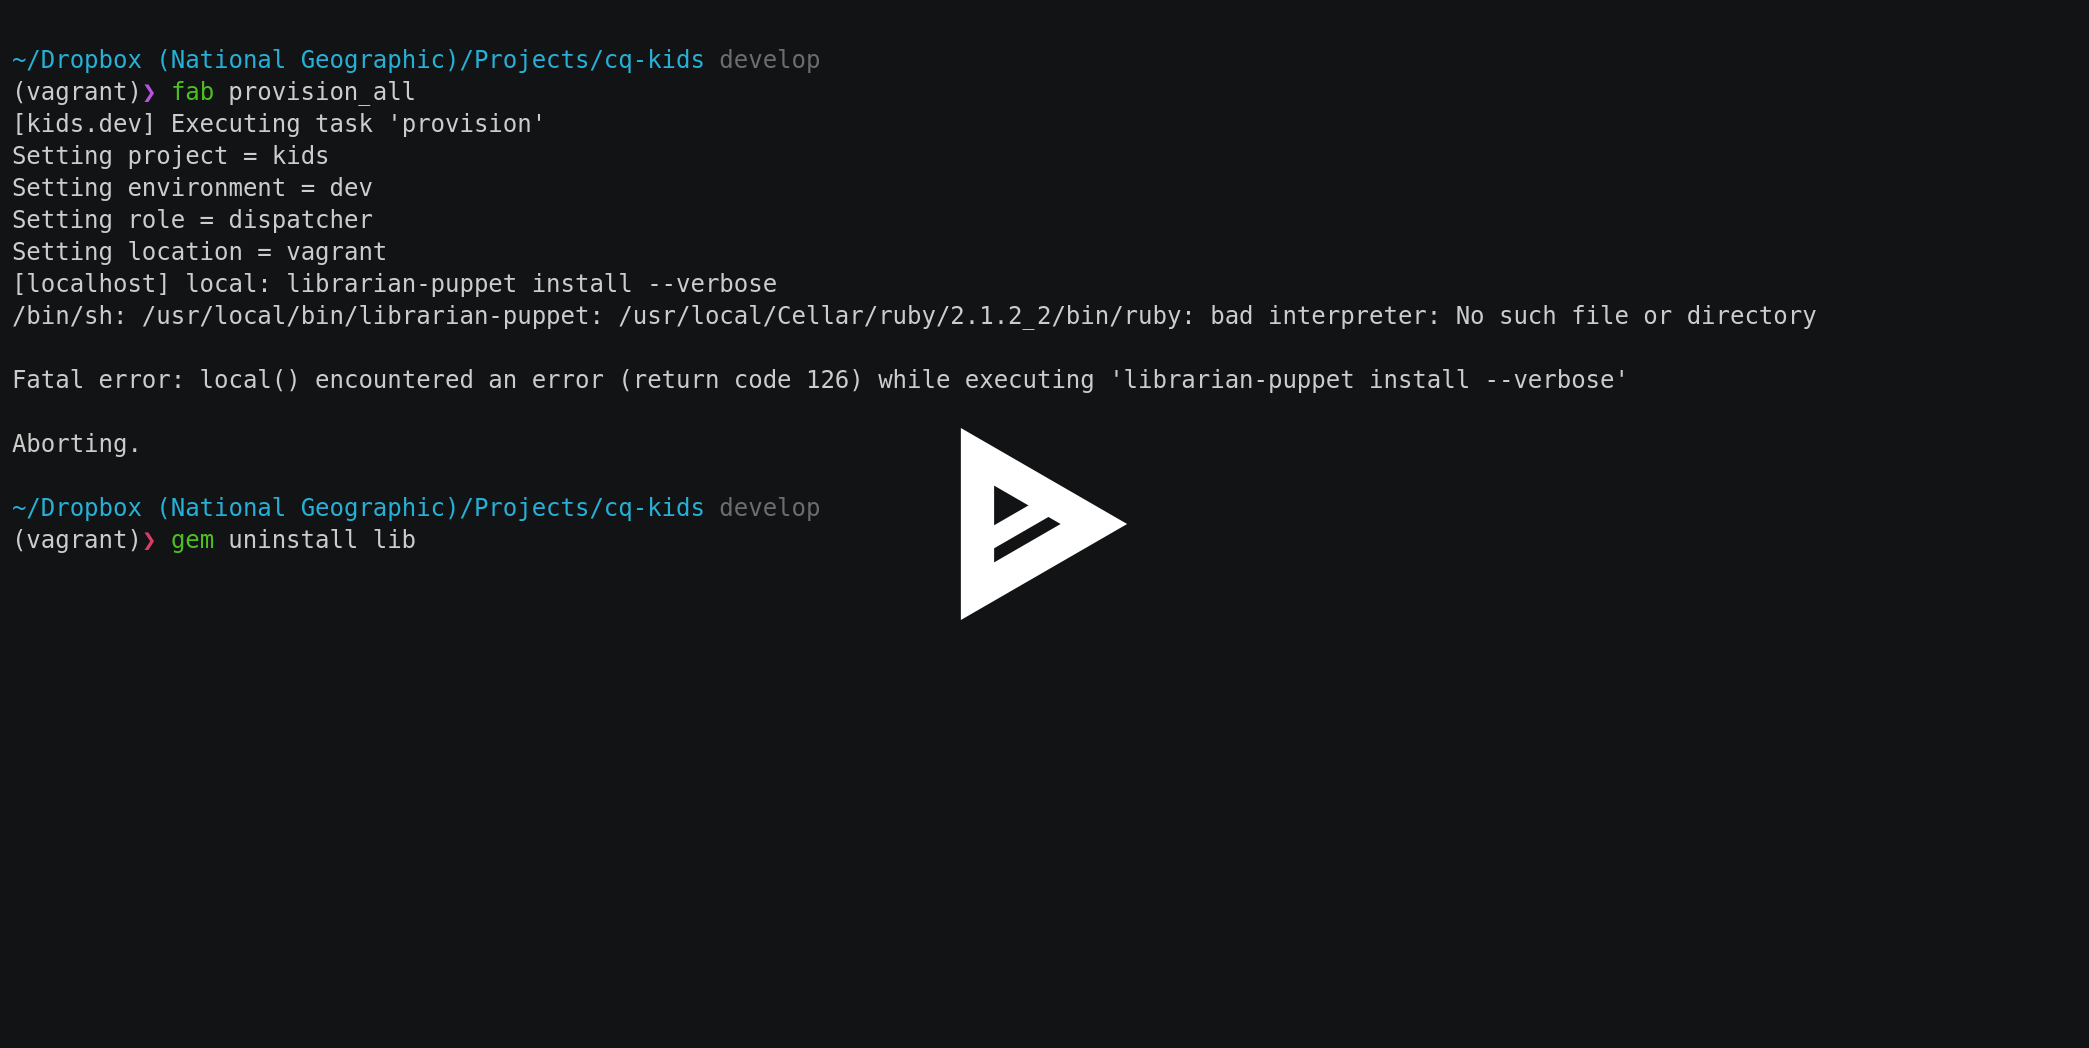 ~/Dropbox (National Geographic)/Projects/cq-kids develop
(vagrant)❯ fab provision_all
[kids.dev] Executing task 'provision'
Setting project = kids
Setting environment = dev
Setting role = dispatcher
Setting location = vagrant
[localhost] local: librarian-puppet install --verbose
/bin/sh: /usr/local/bin/librarian-puppet: /usr/local/Cellar/ruby/2.1.2_2/bin/ruby: bad interpreter: No such file or directory
Fatal error: local() encountered an error (return code 126) while executing 'librarian-puppet install --verbose'
Aborting.
~/Dropbox (National Geographic)/Projects/cq-kids develop
(vagrant)❯ gem uninstall lib